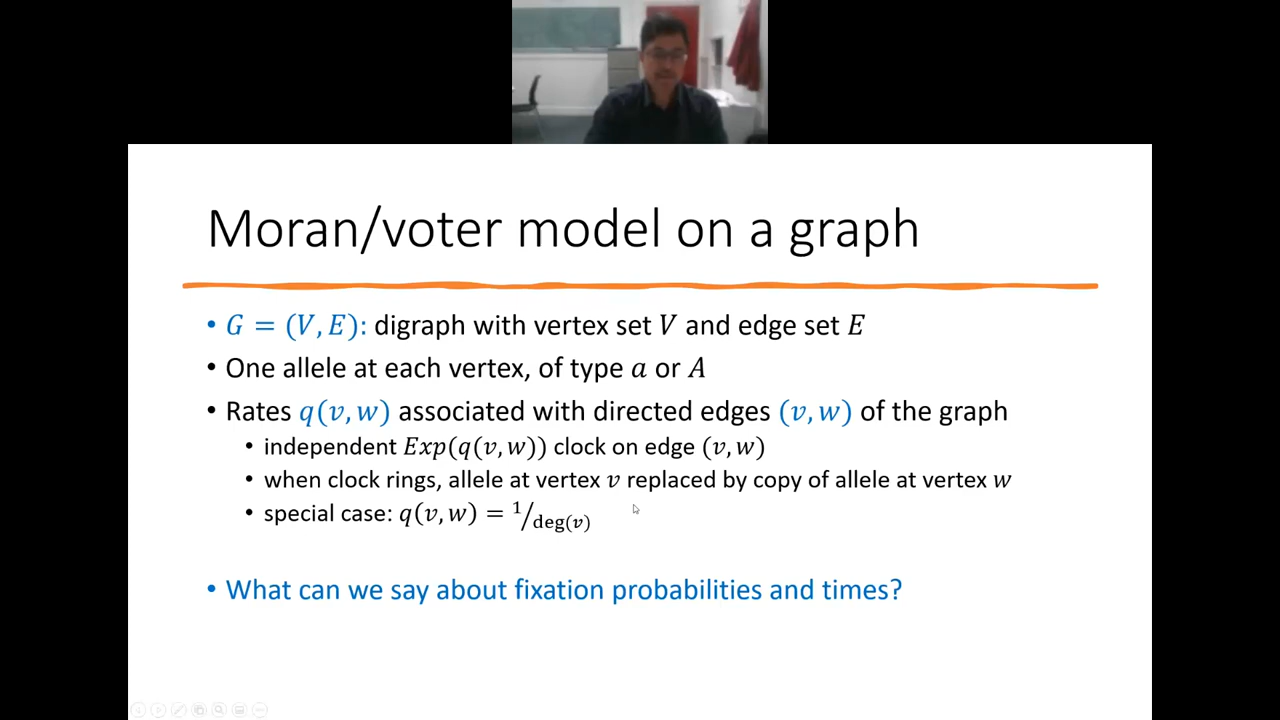 Moran/voter model on a graph
• G = (V, E): digraph with vertex set V and edge set E
• One allele at each vertex, of type a or A
• Rates q(v, w) associated with directed edges (v, w) of the graph
• independent Exp(q(v, w)) clock on edge (v, w)
• when clock rings, allele at vertex v replaced by copy of allele at vertex w
• special case: q(v, w) = 1/deg(v)
• What can we say about fixation probabilities and times?